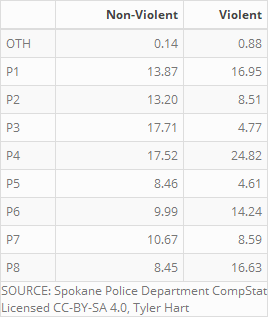 Non-Violent Violent
OTH 0.14 0.88
P1 13.87 16.95
P2 13.20 8.51
P3 17.71 4.77
P4 17.52 24.82
P5 8.46 4.61
P6 9.99 14.24
P7 10.67 8.59
P8 8.45 16.63
SOURCE: Spokane Police Department CompStat
Licensed CC-BY-SA 4.0, Tyler Hart